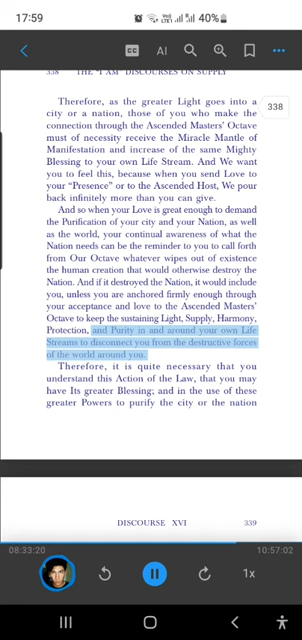 17:59
40%
CC
AI
338 THE "I AM" DISCOURSES ON SUPPLY
338
Therefore, as the greater Light goes into a
city or a nation, those of you who make the
connection through the Ascended Masters' Octave
must of necessity receive the Miracle Mantle of
Manifestation and increase of the same Mighty
Blessing to your own Life Stream. And We want
you to feel this, because when you send Love to
your "Presence" or to the Ascended Host, We pour
back infinitely more than you can give.
And so when your Love is great enough to demand
the Purification of your city and your Nation, as well
as the world, your continual awareness of what the
Nation needs can be the reminder to you to call forth
from Our Octave whatever wipes out of existence
the human creation that would otherwise destroy the
Nation. And if it destroyed the Nation, it would include
you, unless you are anchored firmly enough through
your acceptance and love to the Ascended Masters'
Octave to keep the sustaining Light, Supply, Harmony,
Protection, and Purity in and around your own Life
Streams to disconnect you from the destructive forces
of the world around you.
Therefore, it is quite necessary that you
understand this Action of the Law, that you may
have Its greater Blessing; and in the use of these
greater Powers to purify the city or the nation
DISCOURSE XVI 339
08:33:20
10:57:02
1x